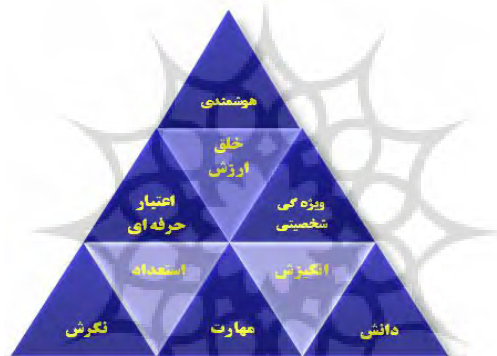 هوشمندی
خلق
ارزش
ویژه گی
شخصیتی
اعتبار
حرفه ای
انگیزش
استعداد
دانش
مهارت
نگرش